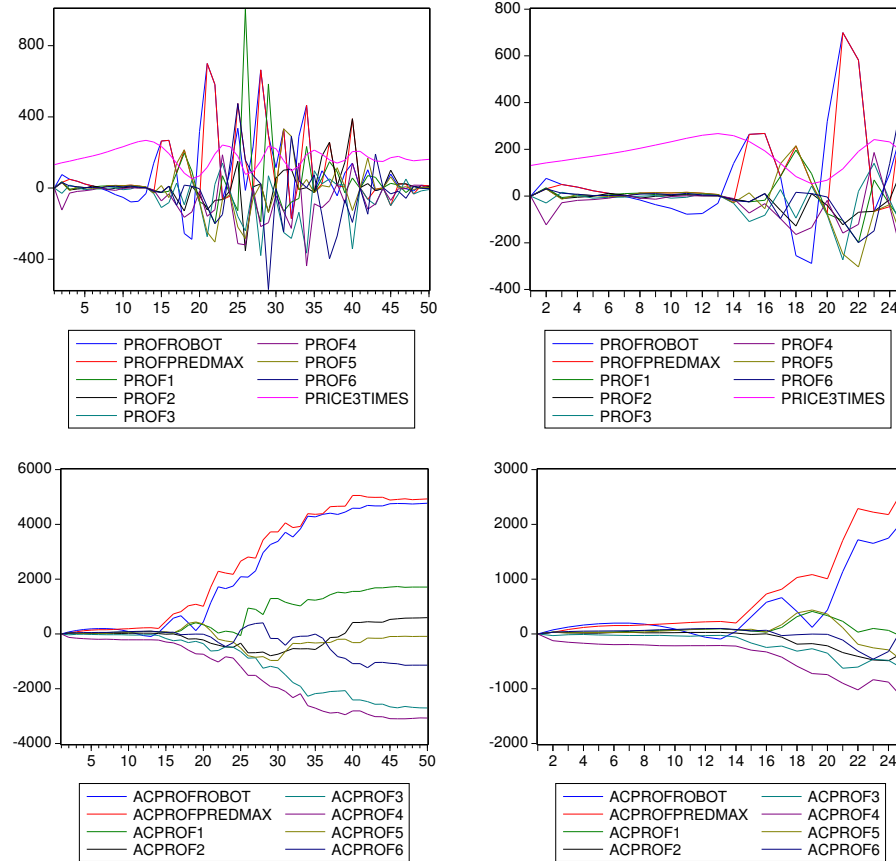 800
400
0
-400
5 10 15 20 25 30 35 40 45 50
PROFROBOT PROF4
PROFPREDMAX PROF5
PROF1 PROF6
PROF2 PRICE3TIMES
PROF3
800
600
400
200
0
-200
-400
2 4 6 8 10 12 14 16 18 20 22 24
PROFROBOT PROF4
PROFPREDMAX PROF5
PROF1 PROF6
PROF2 PRICE3TIMES
PROF3
6000
4000
2000
0
-2000
-4000
5 10 15 20 25 30 35 40 45 50
ACPROFROBOT ACPROF3
ACPROFPREDMAX ACPROF4
ACPROF1 ACPROF5
ACPROF2 ACPROF6
3000
2000
1000
0
-1000
-2000
2 4 6 8 10 12 14 16 18 20 22 24
ACPROFROBOT ACPROF3
ACPROFPREDMAX ACPROF4
ACPROF1 ACPROF5
ACPROF2 ACPROF6